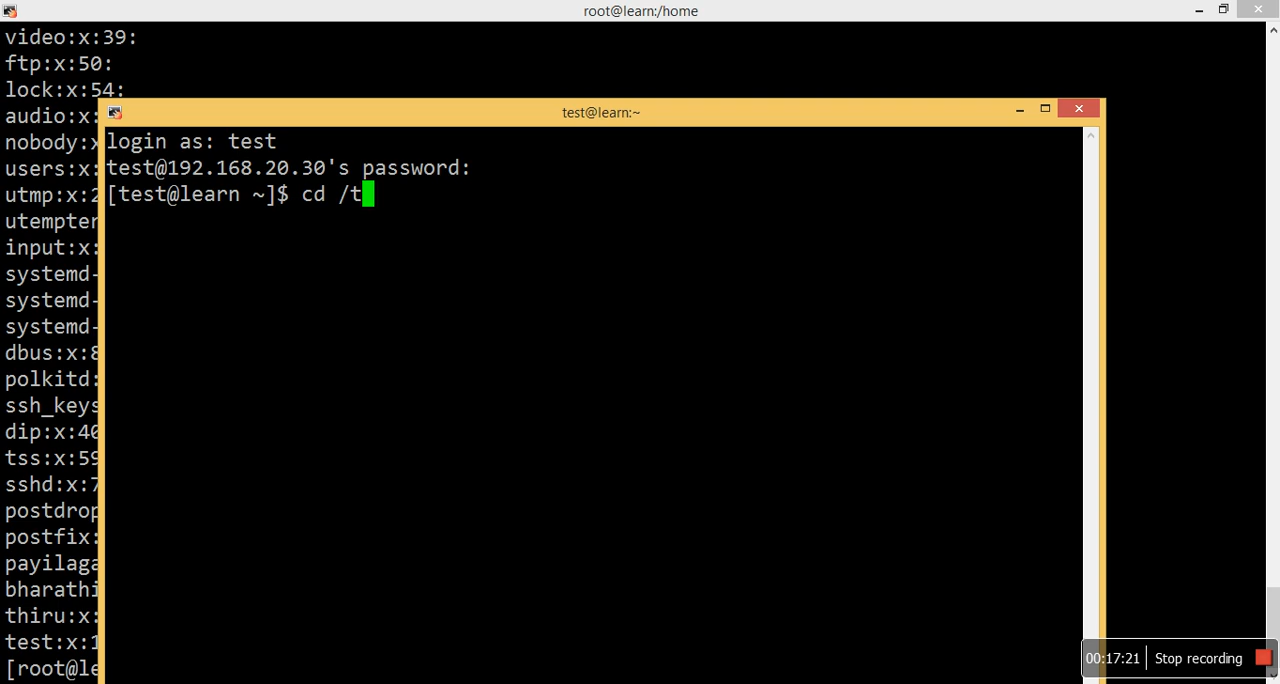 root@learn:/home
video:x:39:
ftp:x:50:
lock:x:54:
audio:x:
nobody:x
users:x:
utmp:x:2
utempter
input:x:
systemd-
systemd-
systemd-
dbus:x:8
polkitd:
ssh_keys
dip:x:40
tss:x:59
sshd:x:7
postdrop
postfix:
payilaga
bharathi
thiru:x:
test:x:1
[root@le
test@learn:~
login as: test
test@192.168.20.30's password:
[test@learn ~]$ cd /t
00:17:21 Stop recording